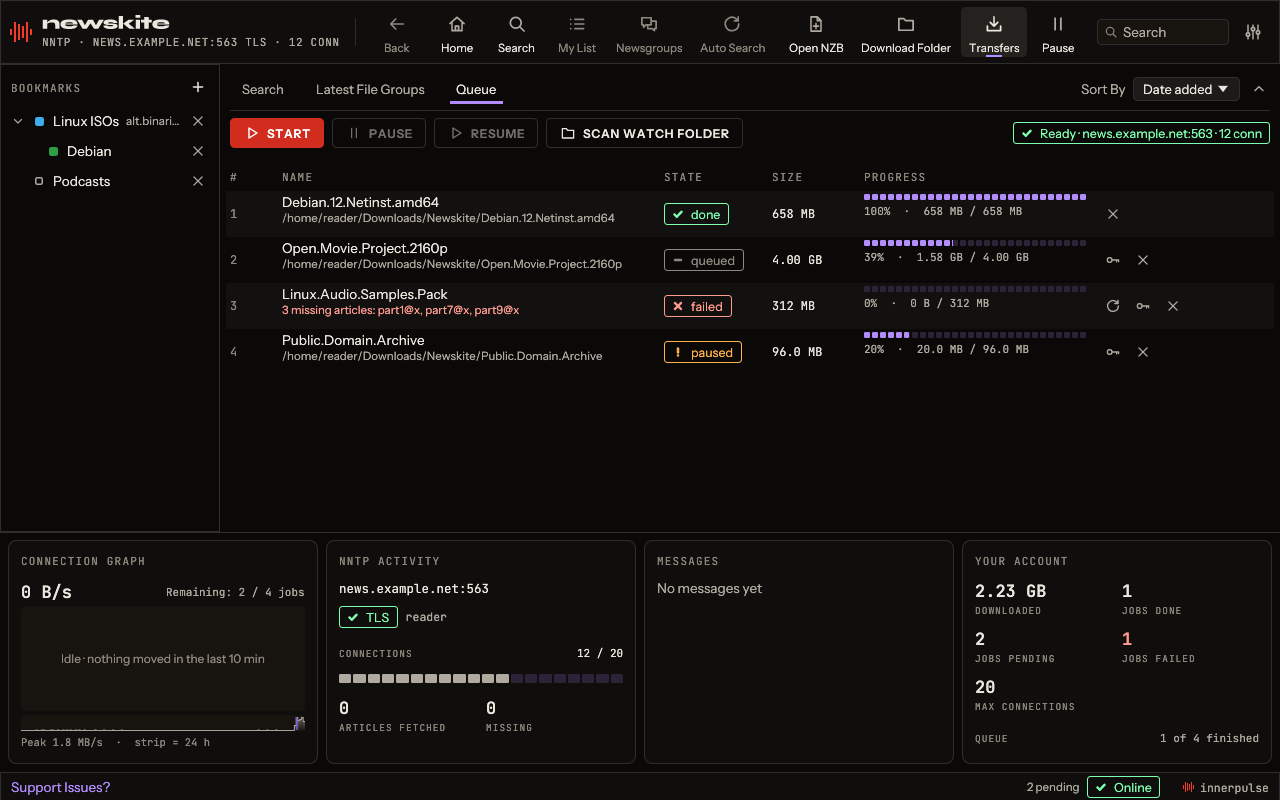 newskite
NNTP · NEWS.EXAMPLE.NET:563 TLS · 12 CONN
Back
Home
Search
My List
Newsgroups
Auto Search
Open NZB
Download Folder
Transfers
Pause
Search
BOOKMARKS
Linux ISOs alt.binari...
Debian
Podcasts
Search
Latest File Groups
Queue
Sort By
Date added
START
PAUSE
RESUME
SCAN WATCH FOLDER
Ready · news.example.net:563 · 12 conn
# NAME STATE SIZE PROGRESS
1
Debian.12.Netinst.amd64
/home/reader/Downloads/Newskite/Debian.12.Netinst.amd64
done
658 MB
100% · 658 MB / 658 MB
2
Open.Movie.Project.2160p
/home/reader/Downloads/Newskite/Open.Movie.Project.2160p
queued
4.00 GB
39% · 1.58 GB / 4.00 GB
3
Linux.Audio.Samples.Pack
3 missing articles: part1@x, part7@x, part9@x
failed
312 MB
0% · 0 B / 312 MB
4
Public.Domain.Archive
/home/reader/Downloads/Newskite/Public.Domain.Archive
paused
96.0 MB
20% · 20.0 MB / 96.0 MB
CONNECTION GRAPH
0 B/s
Remaining: 2 / 4 jobs
Idle · nothing moved in the last 10 min
Peak 1.8 MB/s · strip = 24 h
NNTP ACTIVITY
news.example.net:563
TLS
reader
CONNECTIONS
12 / 20
0
ARTICLES FETCHED
0
MISSING
MESSAGES
No messages yet
YOUR ACCOUNT
2.23 GB
DOWNLOADED
1
JOBS DONE
2
JOBS PENDING
1
JOBS FAILED
20
MAX CONNECTIONS
QUEUE
1 of 4 finished
Support Issues?
2 pending
Online
innerpulse